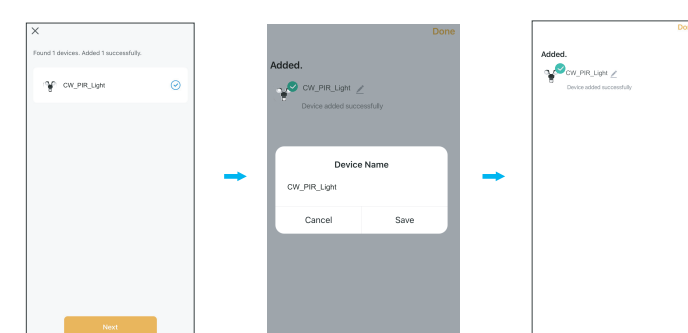 Found 1 devices. Added 1 successfully.
CW_PIR_Light
Next
Done
Added.
CW_PIR_Light
Device added successfully
Device Name
CW_PIR_Light
Cancel
Save
Added.
CW_PIR_Light
Device added successfully